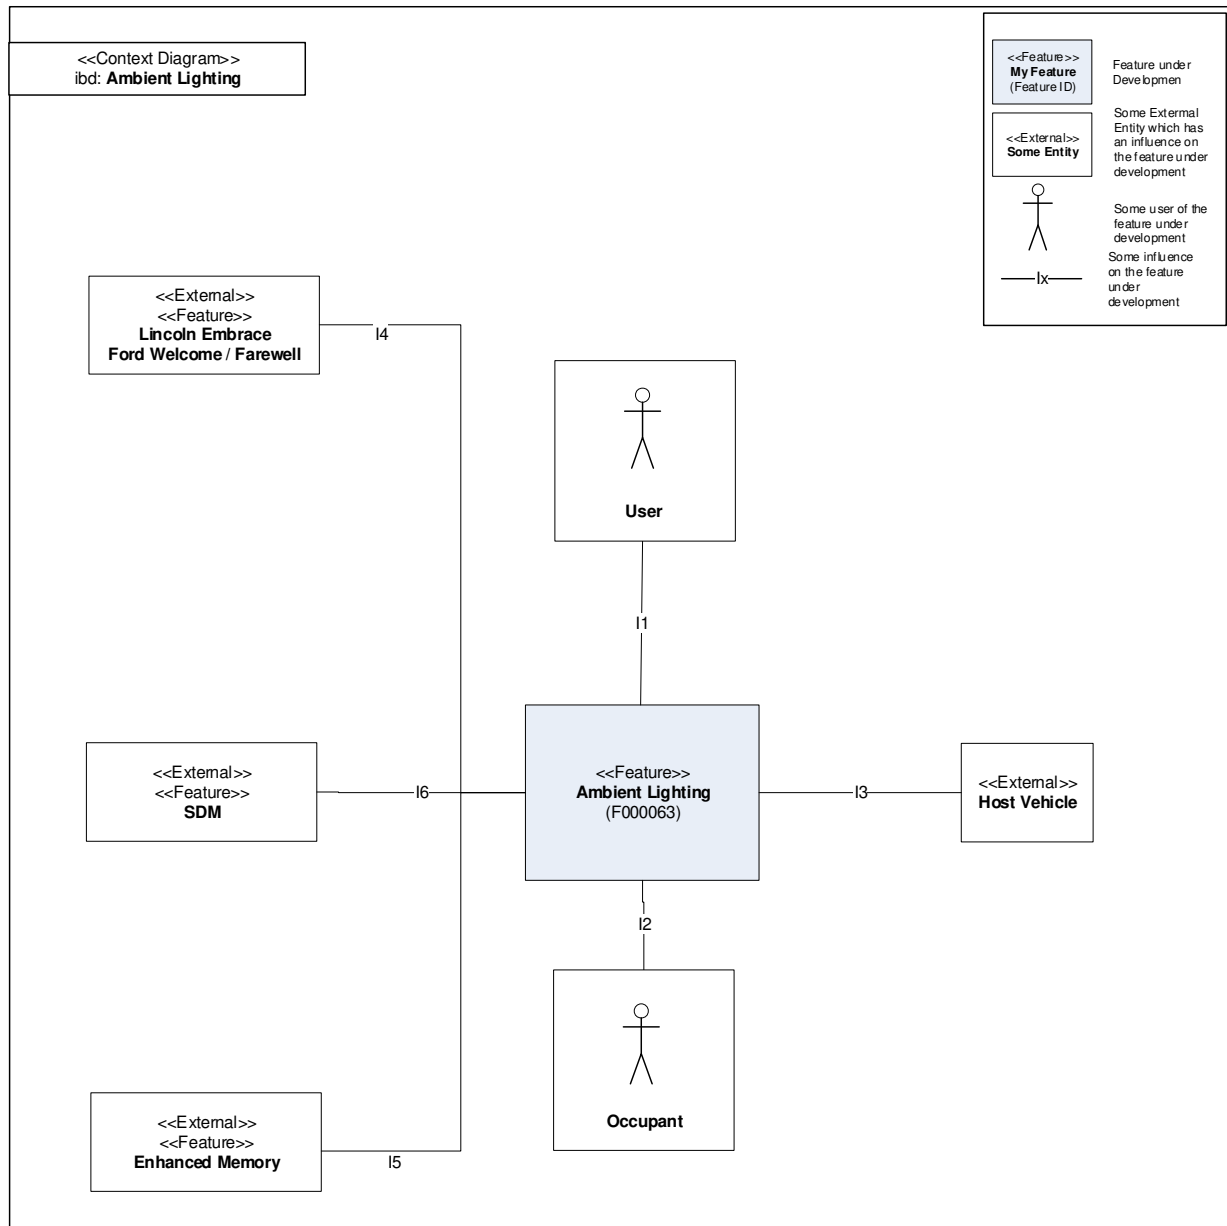 <<Context Diagram>>
ibd: Ambient Lighting
<<Feature>>
My Feature
(Feature ID)
Feature under
Developmen
<<External>>
Some Entity
Some Extermal
Entity which has
an influence on
the feature under
development
Some user of the
feature under
development
Ix
Some influence
on the feature
under
development
<<External>>
<<Feature>>
Lincoln Embrace
Ford Welcome / Farewell
I4
User
I1
<<External>>
<<Feature>>
SDM
I6
<<Feature>>
Ambient Lighting
(F000063)
I3
<<External>>
Host Vehicle
I2
Occupant
<<External>>
<<Feature>>
Enhanced Memory
I5